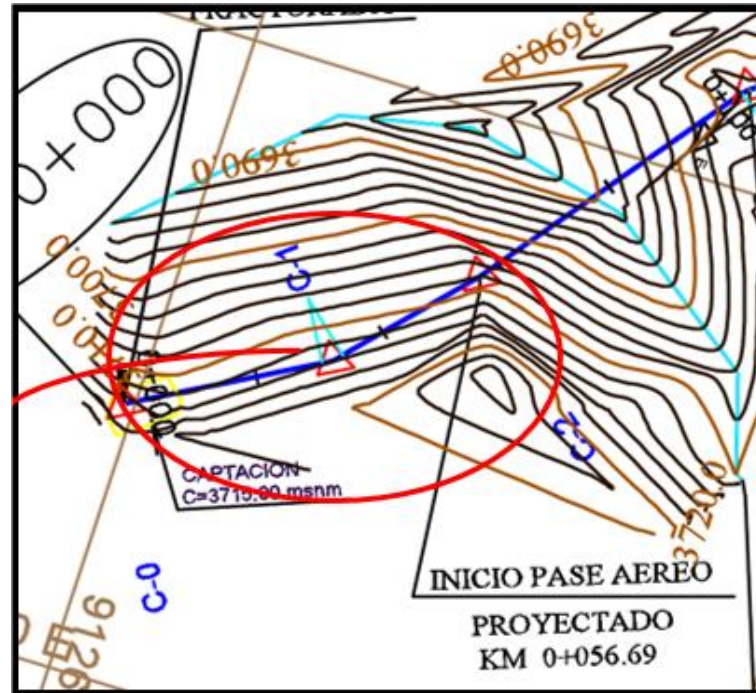 3690.0
0+000
3690.0
3700.0
C-1
CAPTACION
C=3715.00 msnm
C-2
3720.0
C-0
INICIO PASE AEREO
PROYECTADO
KM 0+056.69
9126